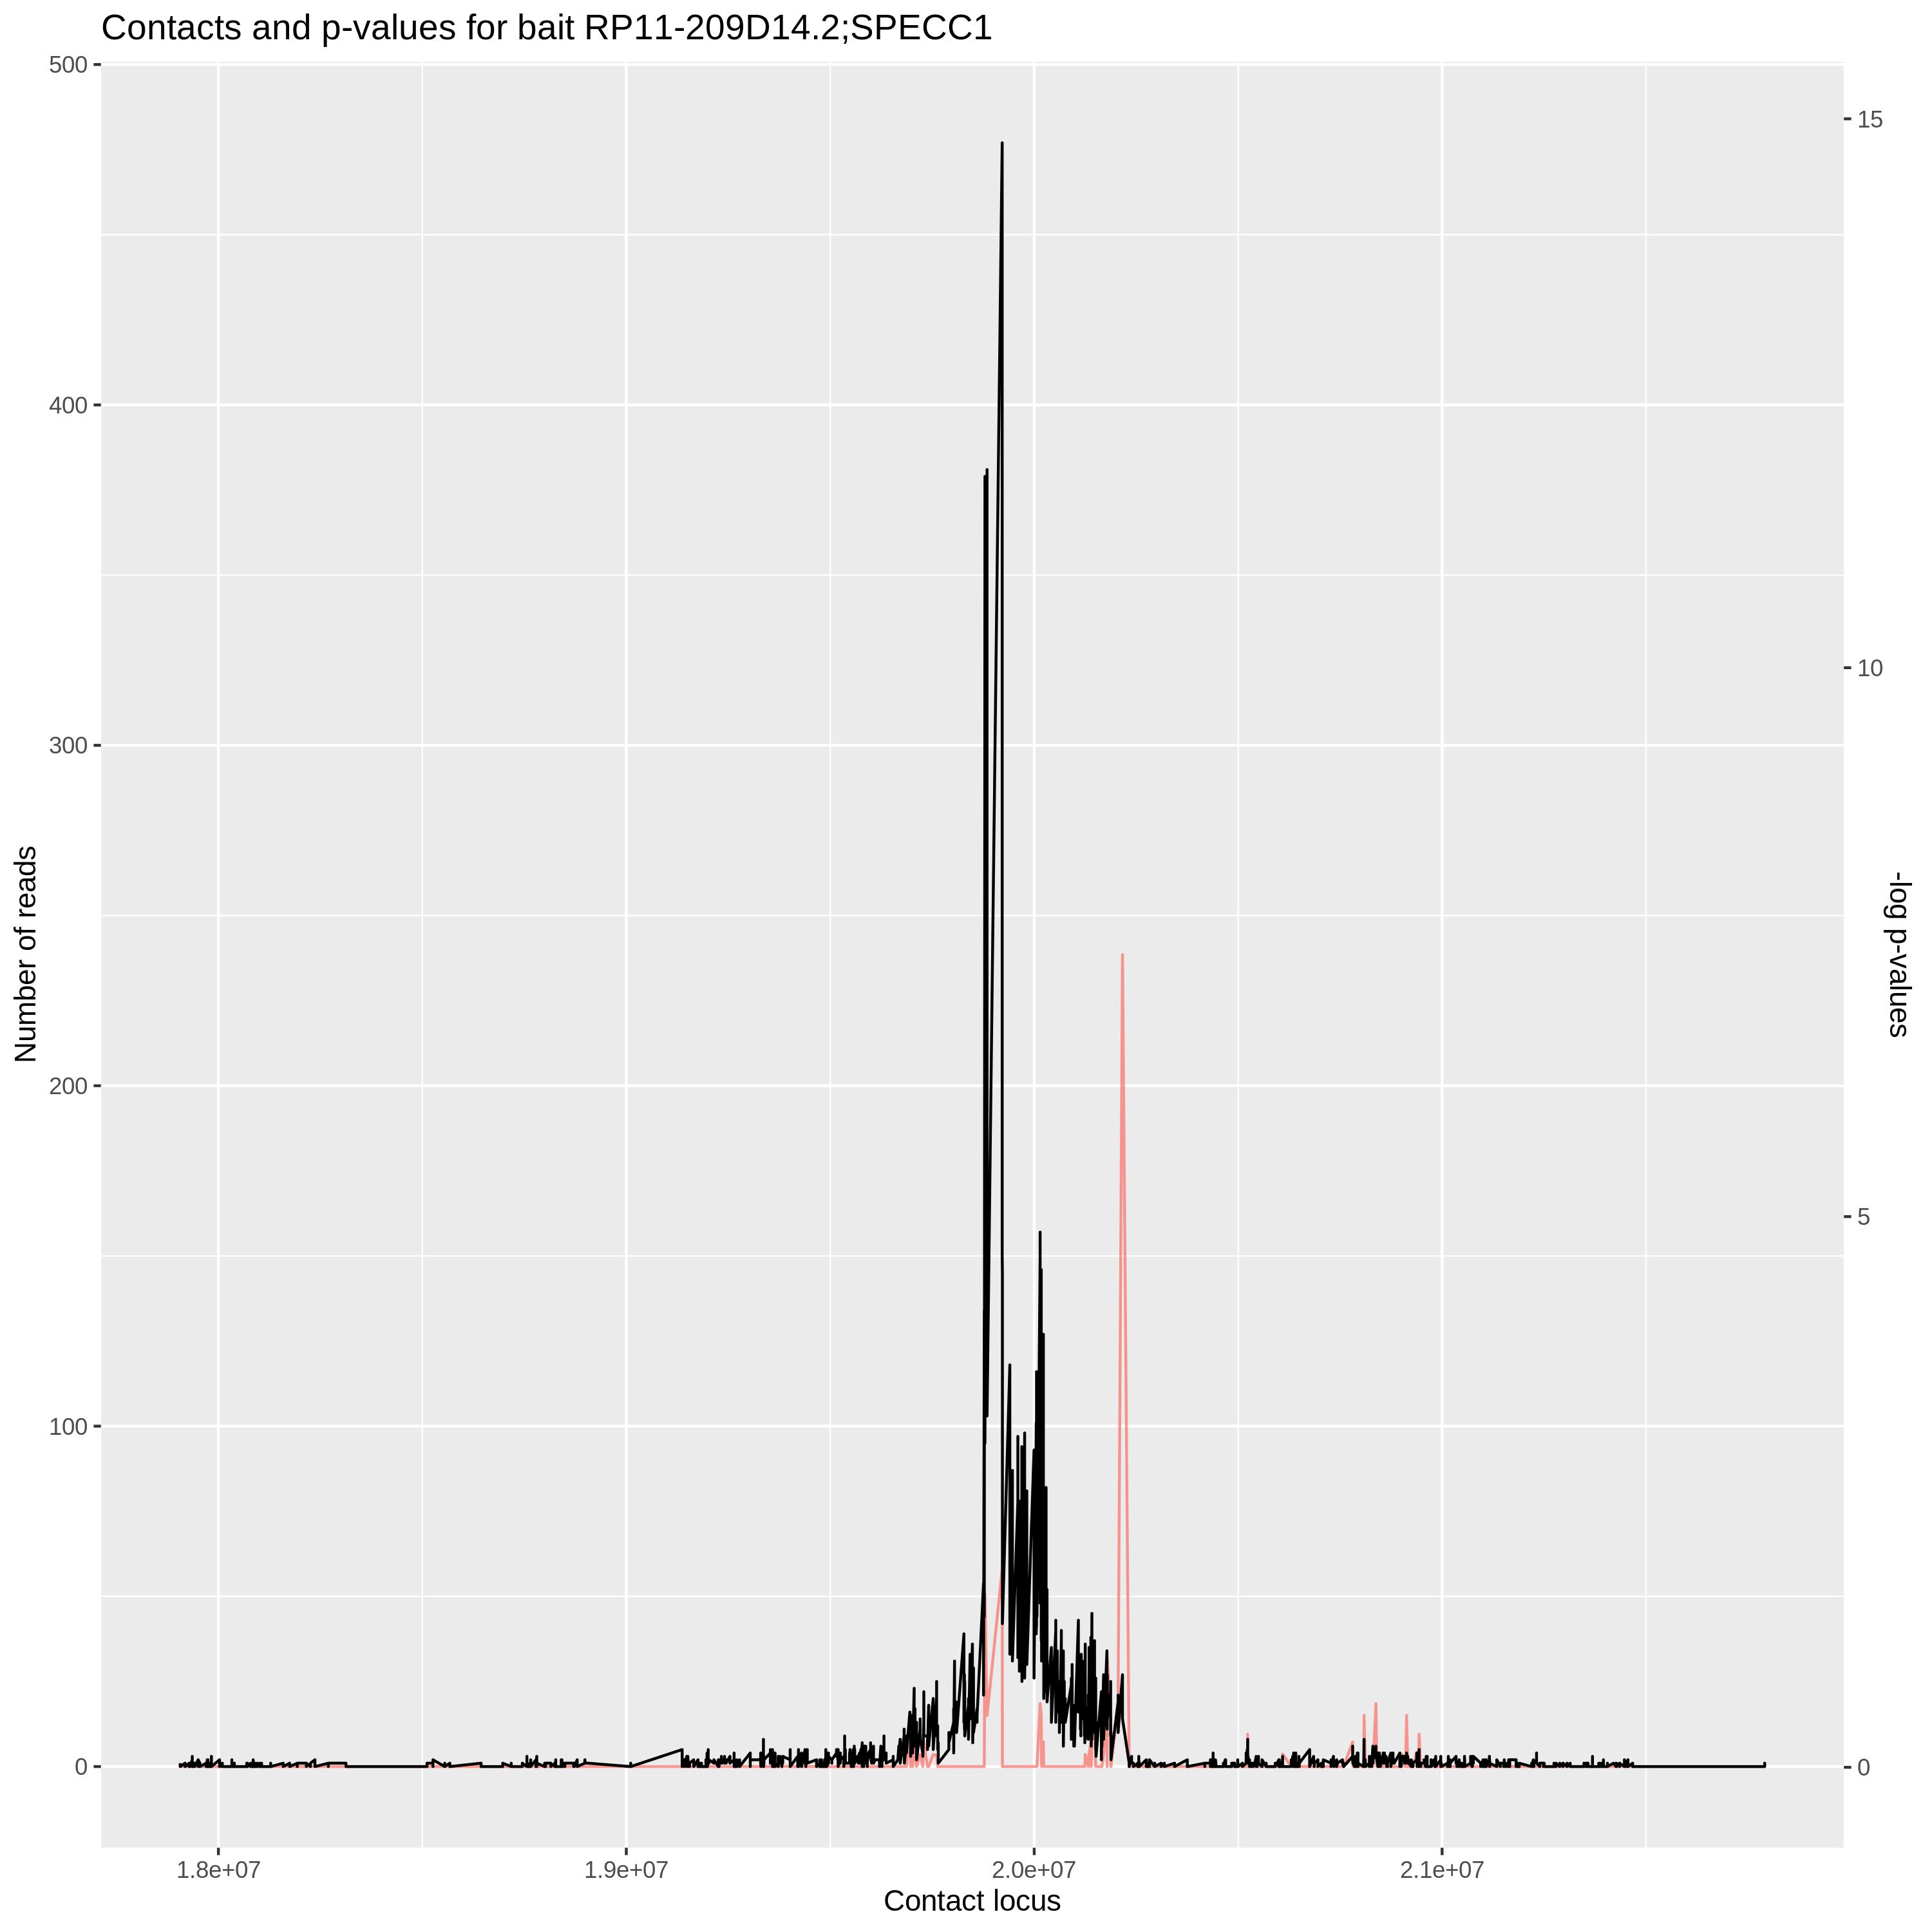 Contacts and p-values for bait RP11-209D14.2;SPECC1
500
400
300
200
100
0
Number of reads
15
10
5
0
-log p-values
1.8e+07
1.9e+07
2.0e+07
2.1e+07
Contact locus